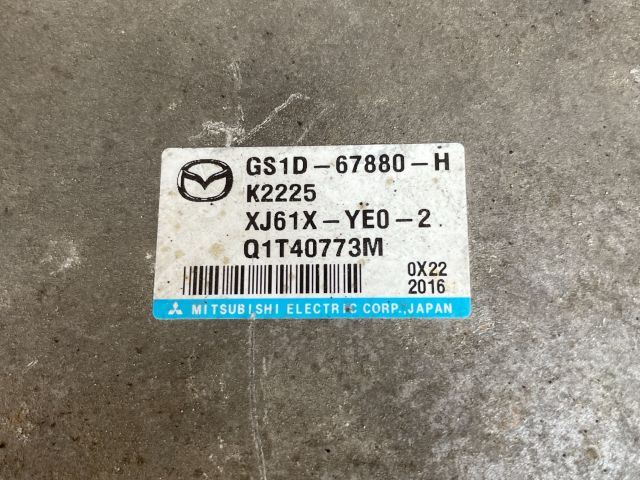 GS1D-67880-H
K2225
XJ61X-YE0-2
Q1T40773M
0X22
2016
MITSUBISHI ELECTRIC CORP.,JAPAN